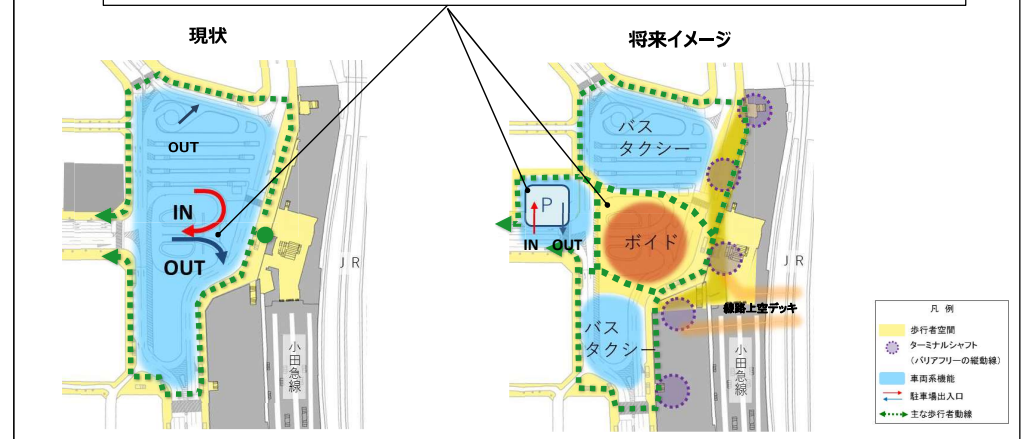 現状
OUT
IN
OUT
JR
小田急線
将来イメージ
バス
タクシー
P
IN OUT
ボイド
JR
線路上空デッキ
バス
タクシー
小田急線
凡例
歩行者空間
ターミナルシャフト
(バリアフリーの縦動線)
車両系機能
駐車場出入口
主な歩行者動線